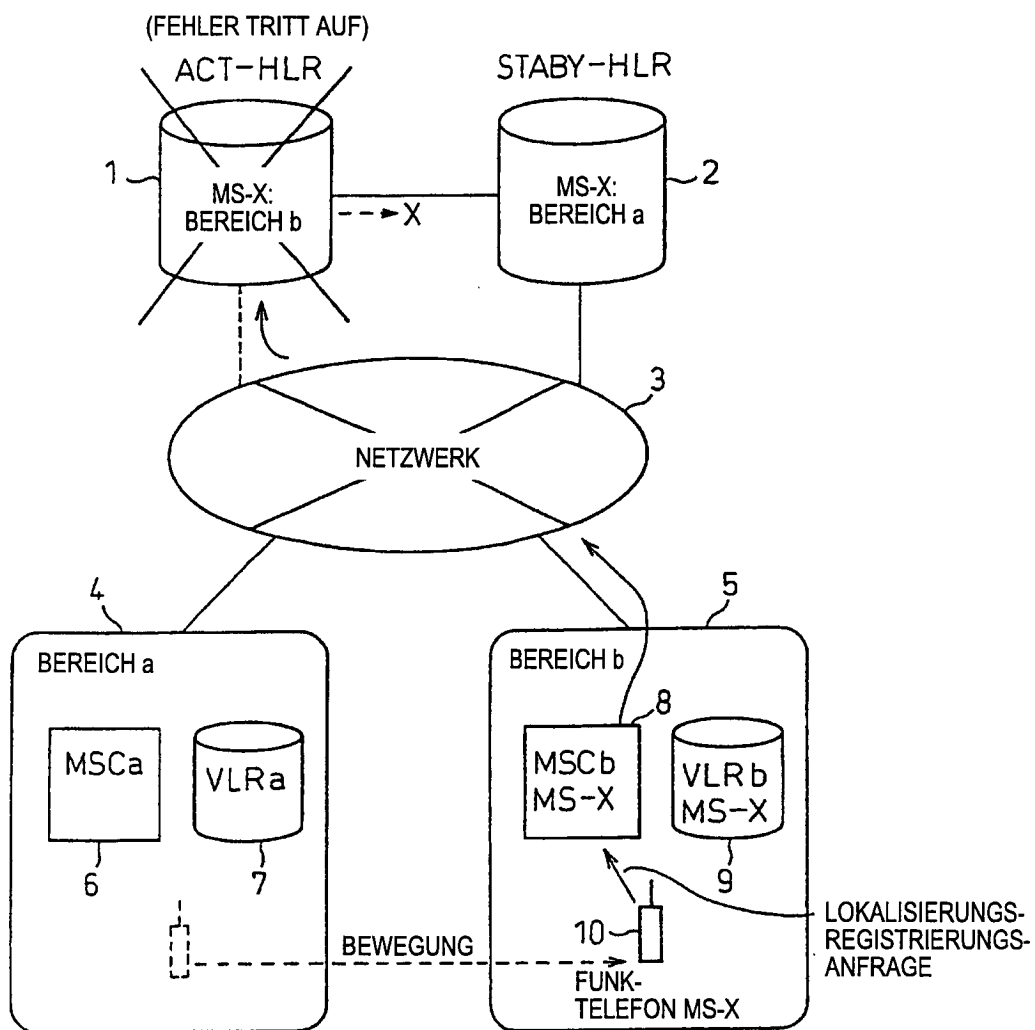 (FEHLER TRITT AUF)
ACT-HLR
STABY-HLR
1
MS-X:
BEREICH b
X
MS-X:
BEREICH a
2
3
NETZWERK
4
BEREICH a
MSCa
6
VLRa
7
5
BEREICH b
8
MSCb
MS-X
VLRb
MS-X
9
10
BEWEGUNG
FUNK-
TELEFON MS-X
LOKALISIERUNGS-
REGISTRIERUNGS-
ANFRAGE